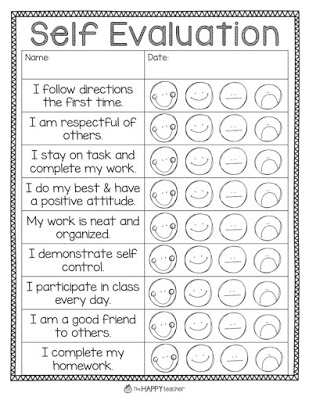 Self Evaluation
Name:
Date:
I follow directions
the first time.
I am respectful of
others.
I stay on task and
complete my work.
I do my best & have
a positive attitude.
My work is neat and
organized.
I demonstrate self
control.
I participate in class
every day.
I am a good friend
to others.
I complete my
homework.
the HAPPY teacher